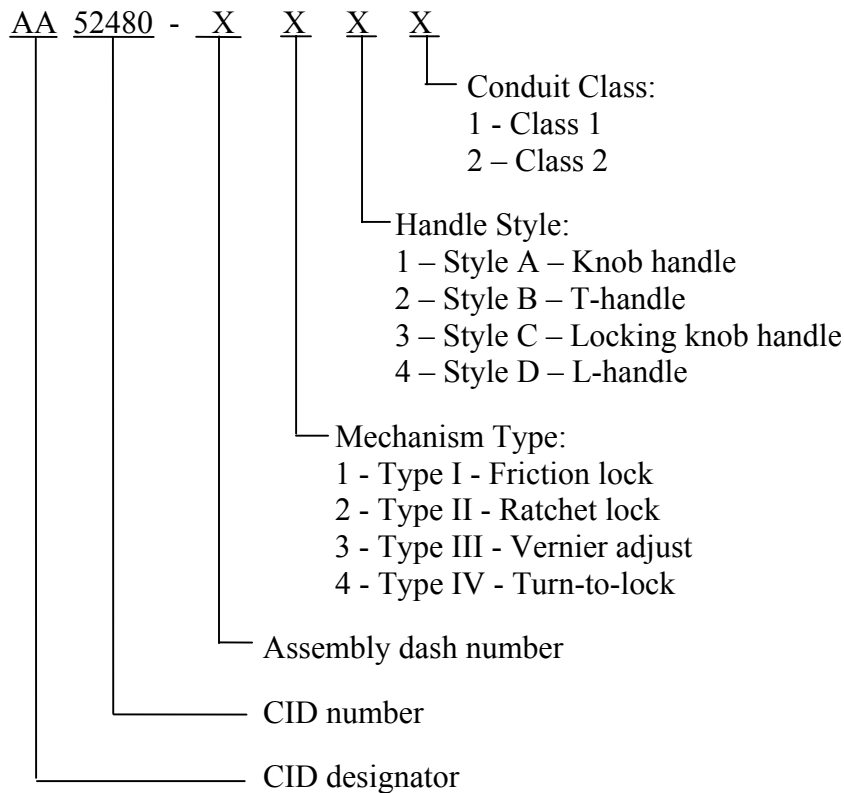 AA 52480 - X X X X
Conduit Class:
1 - Class 1
2 – Class 2
Handle Style:
1 – Style A – Knob handle
2 – Style B – T-handle
3 – Style C – Locking knob handle
4 – Style D – L-handle
Mechanism Type:
1 - Type I - Friction lock
2 - Type II - Ratchet lock
3 - Type III - Vernier adjust
4 - Type IV - Turn-to-lock
Assembly dash number
CID number
CID designator